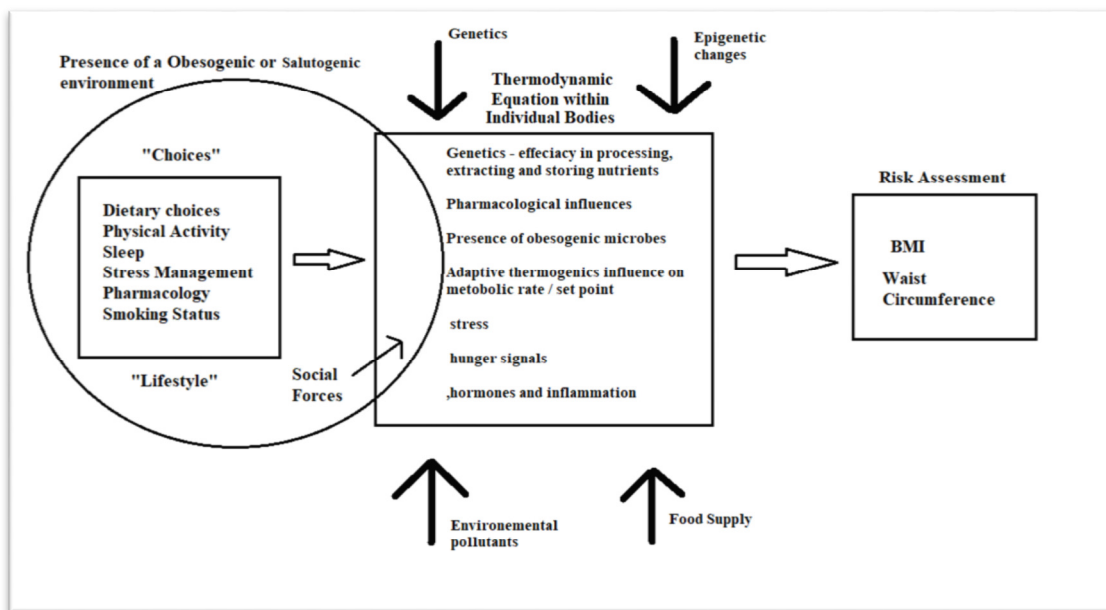 Presence of a Obesogenic or Salutogenic
environment
"Choices"
Dietary choices
Physical Activity
Sleep
Stress Management
Pharmacology
Smoking Status
"Lifestyle"
Social
Forces
Genetics
Epigenetic
changes
Thermodynamic
Equation within
Individual Bodies
Genetics - effeciacy in processing,
extracting and storing nutrients
Pharmacological influences
Presence of obesogenic microbes
Adaptive thermogenics influence on
metobolic rate / set point
stress
hunger signals
,hormones and inflammation
Environemental
pollutants
Food Supply
Risk Assessment
BMI
Waist
Circumference